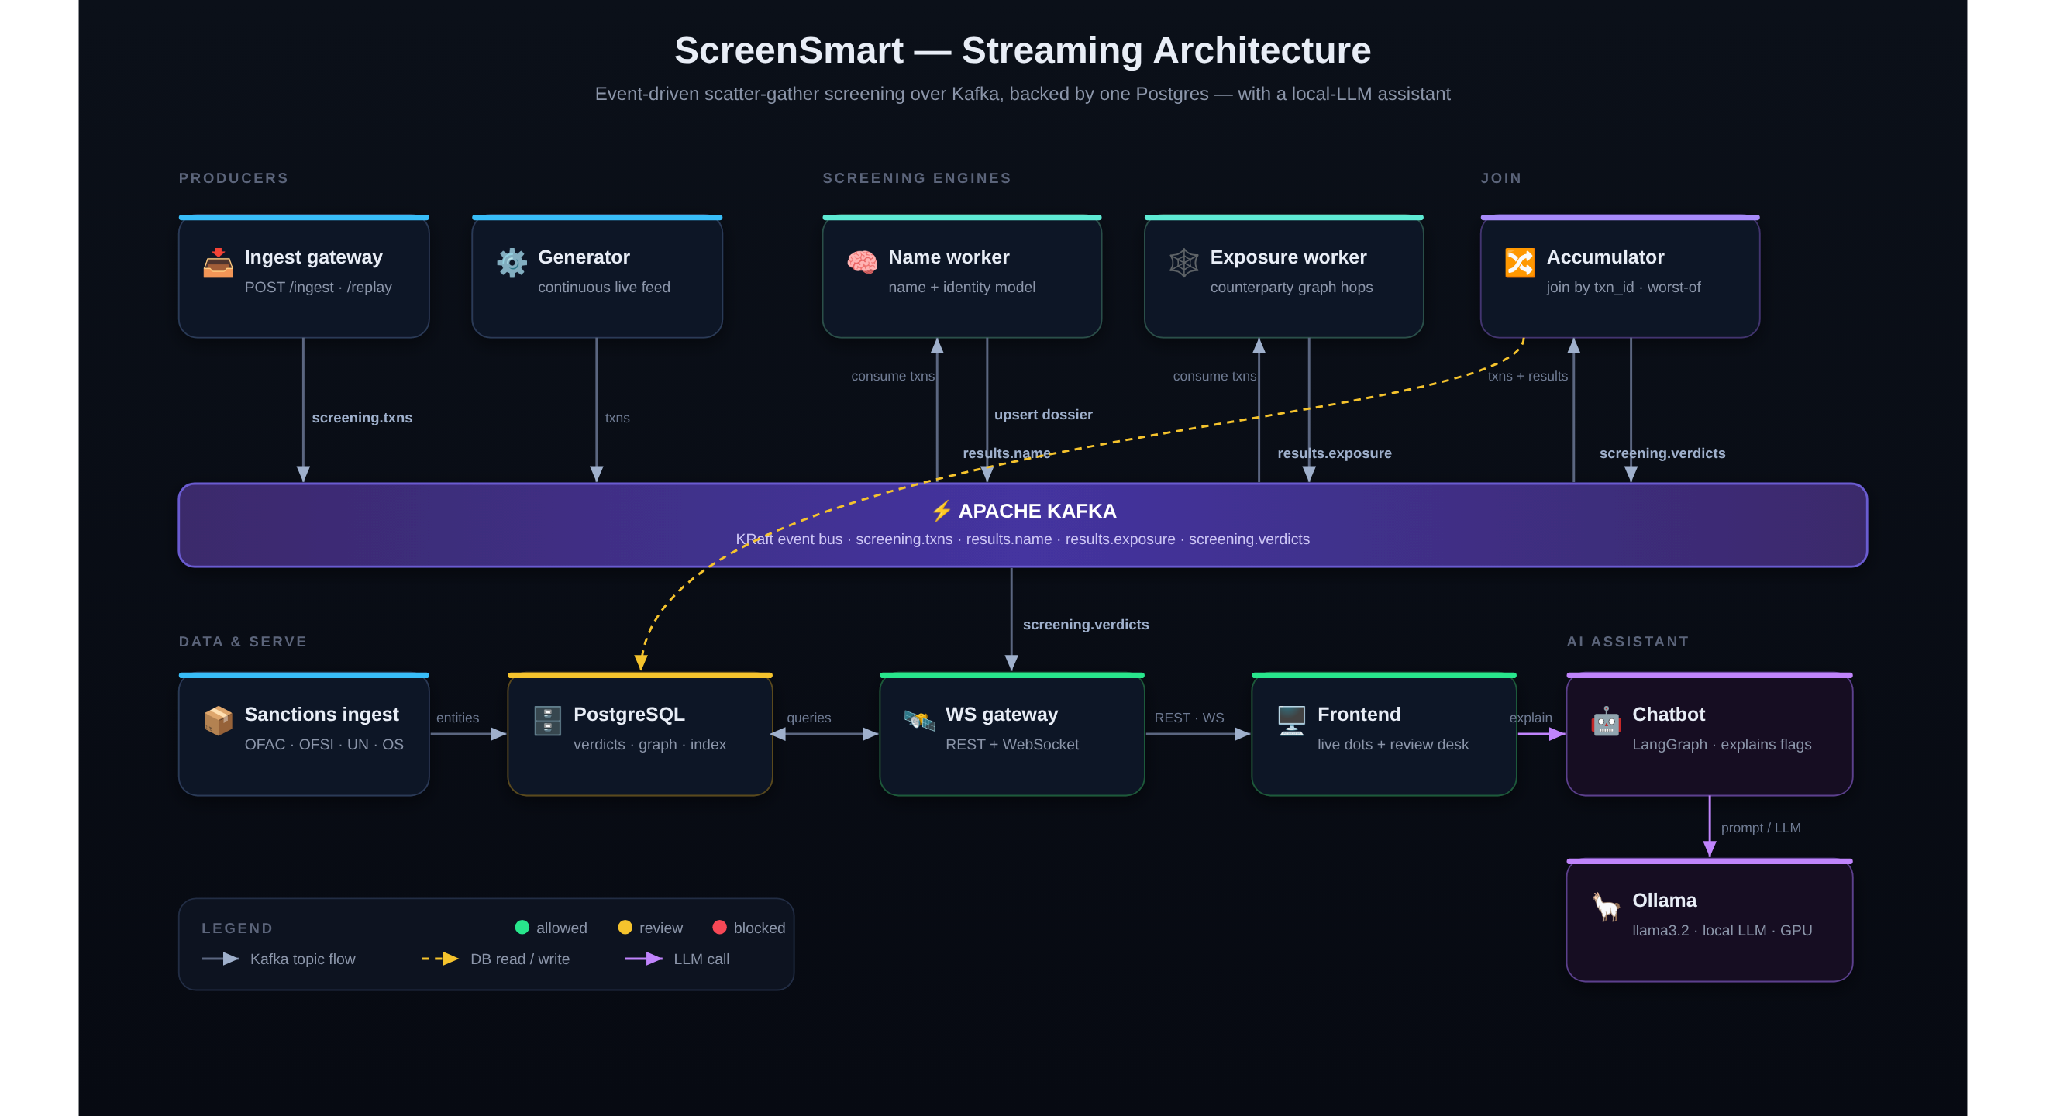 ScreenSmart — Streaming Architecture
Event-driven scatter-gather screening over Kafka, backed by one Postgres — with a local-LLM assistant
PRODUCERS
SCREENING ENGINES
JOIN
Ingest gateway
POST /ingest · /replay
Generator
continuous live feed
Name worker
name + identity model
Exposure worker
counterparty graph hops
Accumulator
join by txn_id · worst-of
consume txns
consume txns
txns + results
screening.txns
txns
upsert dossier
results.name
results.exposure
screening.verdicts
⚡ APACHE KAFKA
KRaft event bus · screening.txns · results.name · results.exposure · screening.verdicts
screening.verdicts
DATA & SERVE
AI ASSISTANT
Sanctions ingest
OFAC · OFSI · UN · OS
entities
PostgreSQL
verdicts · graph · index
queries
WS gateway
REST + WebSocket
REST · WS
Frontend
live dots + review desk
explain
Chatbot
LangGraph · explains flags
prompt / LLM
Ollama
llama3.2 · local LLM · GPU
LEGEND
allowed
review
blocked
Kafka topic flow
DB read / write
LLM call